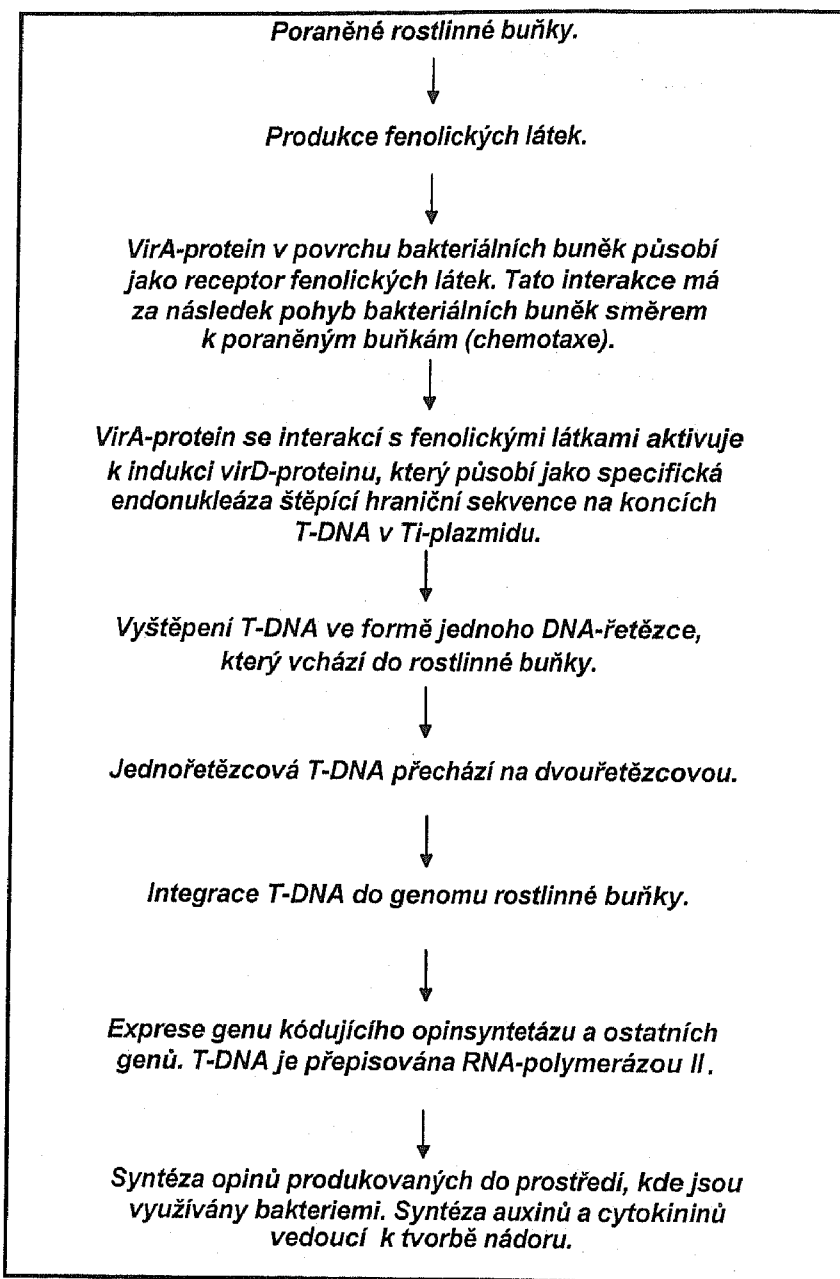 Poraněné rostlinné buňky.
Produkce fenolických látek.
VirA-protein v povrchu bakteriálních buněk působí
jako receptor fenolických látek. Tato interakce má
za následek pohyb bakteriálních buněk směrem
k poraněným buňkám (chemotaxe).
VirA-protein se interakcí s fenolickými látkami aktivuje
k indukci virD-proteinu, který působí jako specifická
endonukleáza štěpící hraniční sekvence na koncích
T-DNA v Ti-plazmidu.
Vyštěpení T-DNA ve formě jednoho DNA-řetězce,
který vchází do rostlinné buňky.
Jednořetězcová T-DNA přechází na dvouřetězcovou.
Integrace T-DNA do genomu rostlinné buňky.
Exprese genu kódujícího opinsyntetázu a ostatních
genů. T-DNA je přepisována RNA-polymerázou II.
Syntéza opinů produkovaných do prostředí, kde jsou
využívány bakteriemi. Syntéza auxinů a cytokininů
vedoucí k tvorbě nádoru.